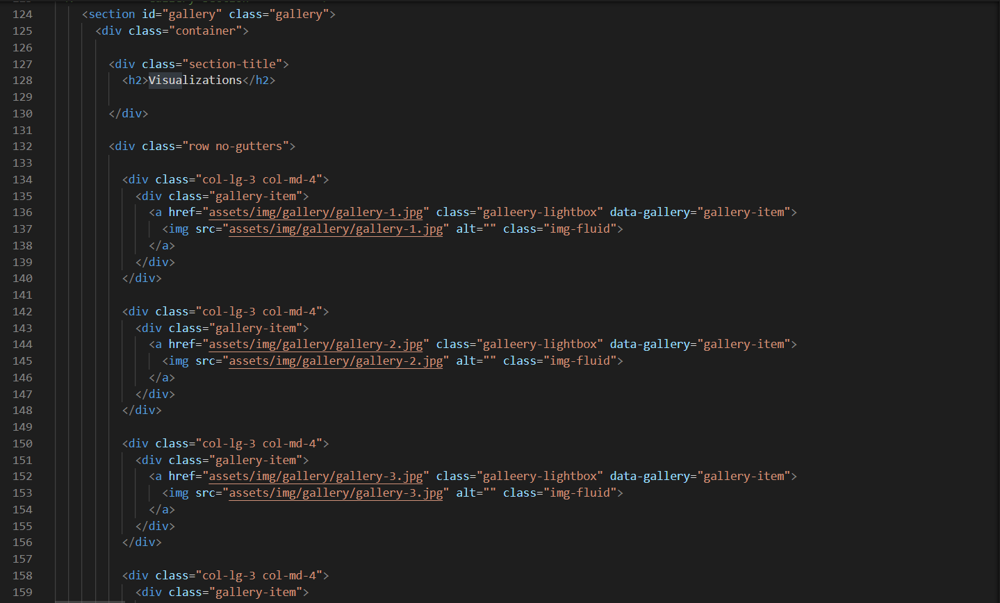 124 <section id="gallery" class="gallery">
125 <div class="container">
126
127 <div class="section-title">
128 <h2>Visualizations</h2>
129
130 </div>
131
132 <div class="row no-gutters">
133
134 <div class="col-lg-3 col-md-4">
135 <div class="gallery-item">
136 <a href="assets/img/gallery/gallery-1.jpg" class="galleery-lightbox" data-gallery="gallery-item">
137 <img src="assets/img/gallery/gallery-1.jpg" alt="" class="img-fluid">
138 </a>
139 </div>
140 </div>
141
142 <div class="col-lg-3 col-md-4">
143 <div class="gallery-item">
144 <a href="assets/img/gallery/gallery-2.jpg" class="galleery-lightbox" data-gallery="gallery-item">
145 <img src="assets/img/gallery/gallery-2.jpg" alt="" class="img-fluid">
146 </a>
147 </div>
148 </div>
149
150 <div class="col-lg-3 col-md-4">
151 <div class="gallery-item">
152 <a href="assets/img/gallery/gallery-3.jpg" class="galleery-lightbox" data-gallery="gallery-item">
153 <img src="assets/img/gallery/gallery-3.jpg" alt="" class="img-fluid">
154 </a>
155 </div>
156 </div>
157
158 <div class="col-lg-3 col-md-4">
159 <div class="gallery-item">